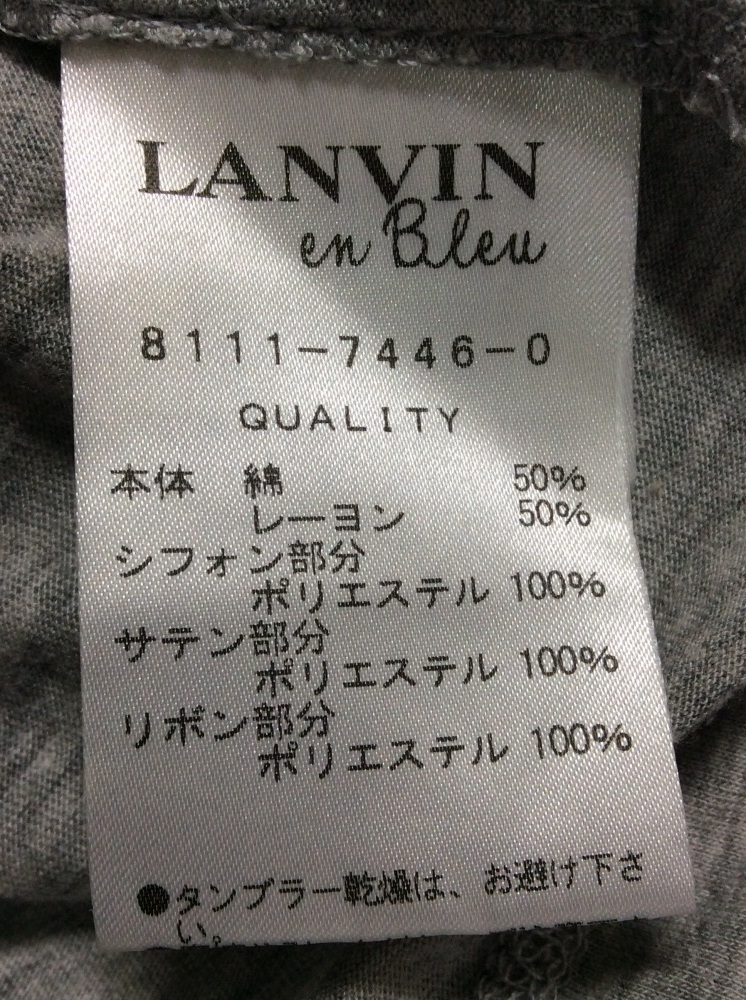 LANVIN
en Bleu
8111-7446-0
QUALITY
本体 綿 50%
レーヨン 50%
シフォン部分
ポリエステル 100%
サテン部分
ポリエステル 100%
リボン部分
ポリエステル 100%
●タンブラー乾燥は、お避け下さ
い。